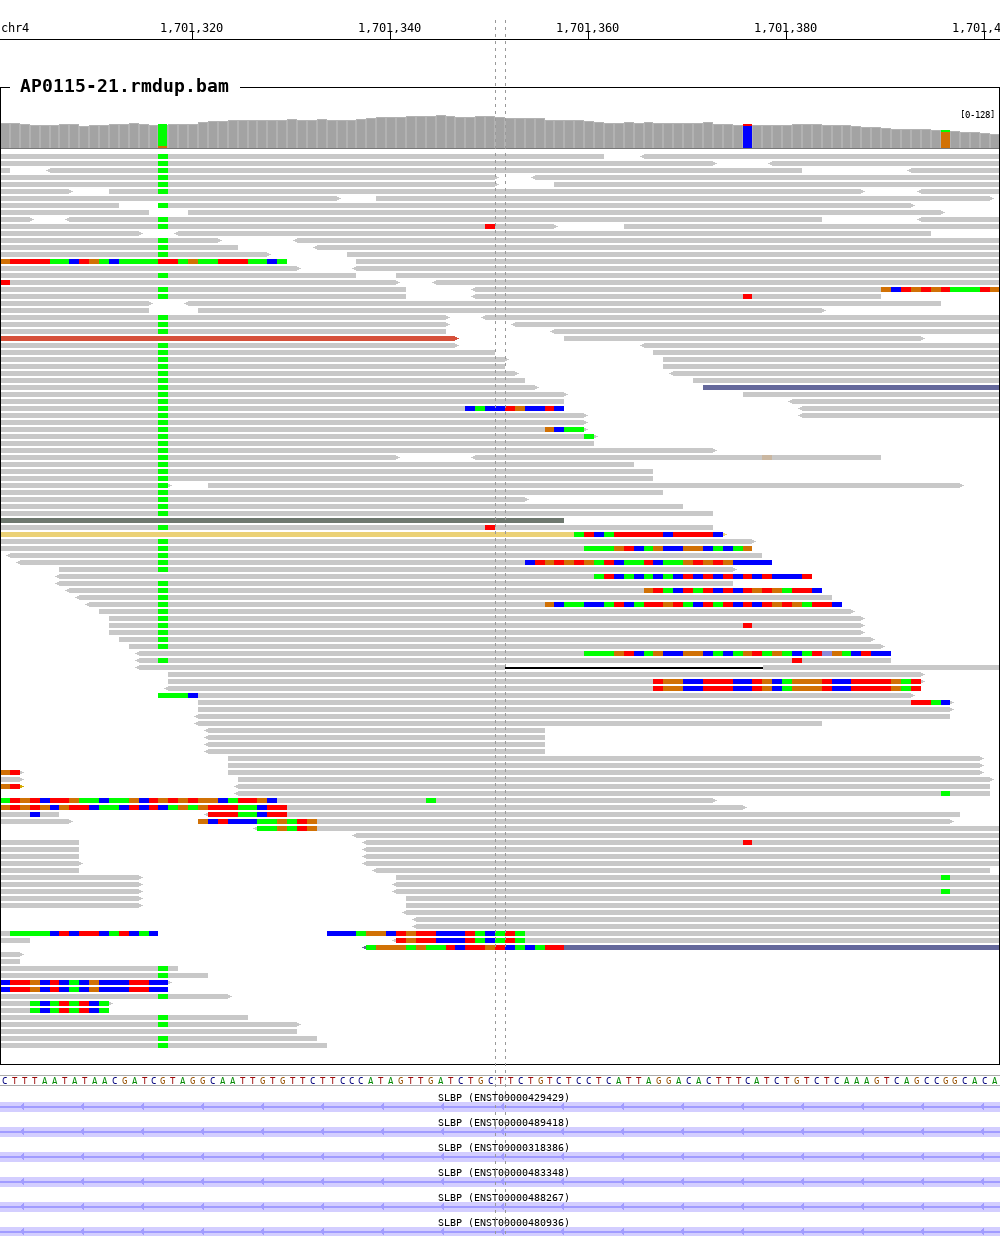 chr4 1,701,320 1,701,340 1,701,360 1,701,380 1,701,4
AP0115-21.rmdup.bam
[0-128]
CTTTAATATAACGATCGTAGGCAATTGTGTTCTTCCCATAGTTGATCTGCTTCTGTCTCCTCATTAGGACACTTTCATCTGTCTCAAAGTCAGCCGGCACA
SLBP (ENST00000429429)
SLBP (ENST00000489418)
SLBP (ENST00000318386)
SLBP (ENST00000483348)
SLBP (ENST00000488267)
SLBP (ENST00000480936)